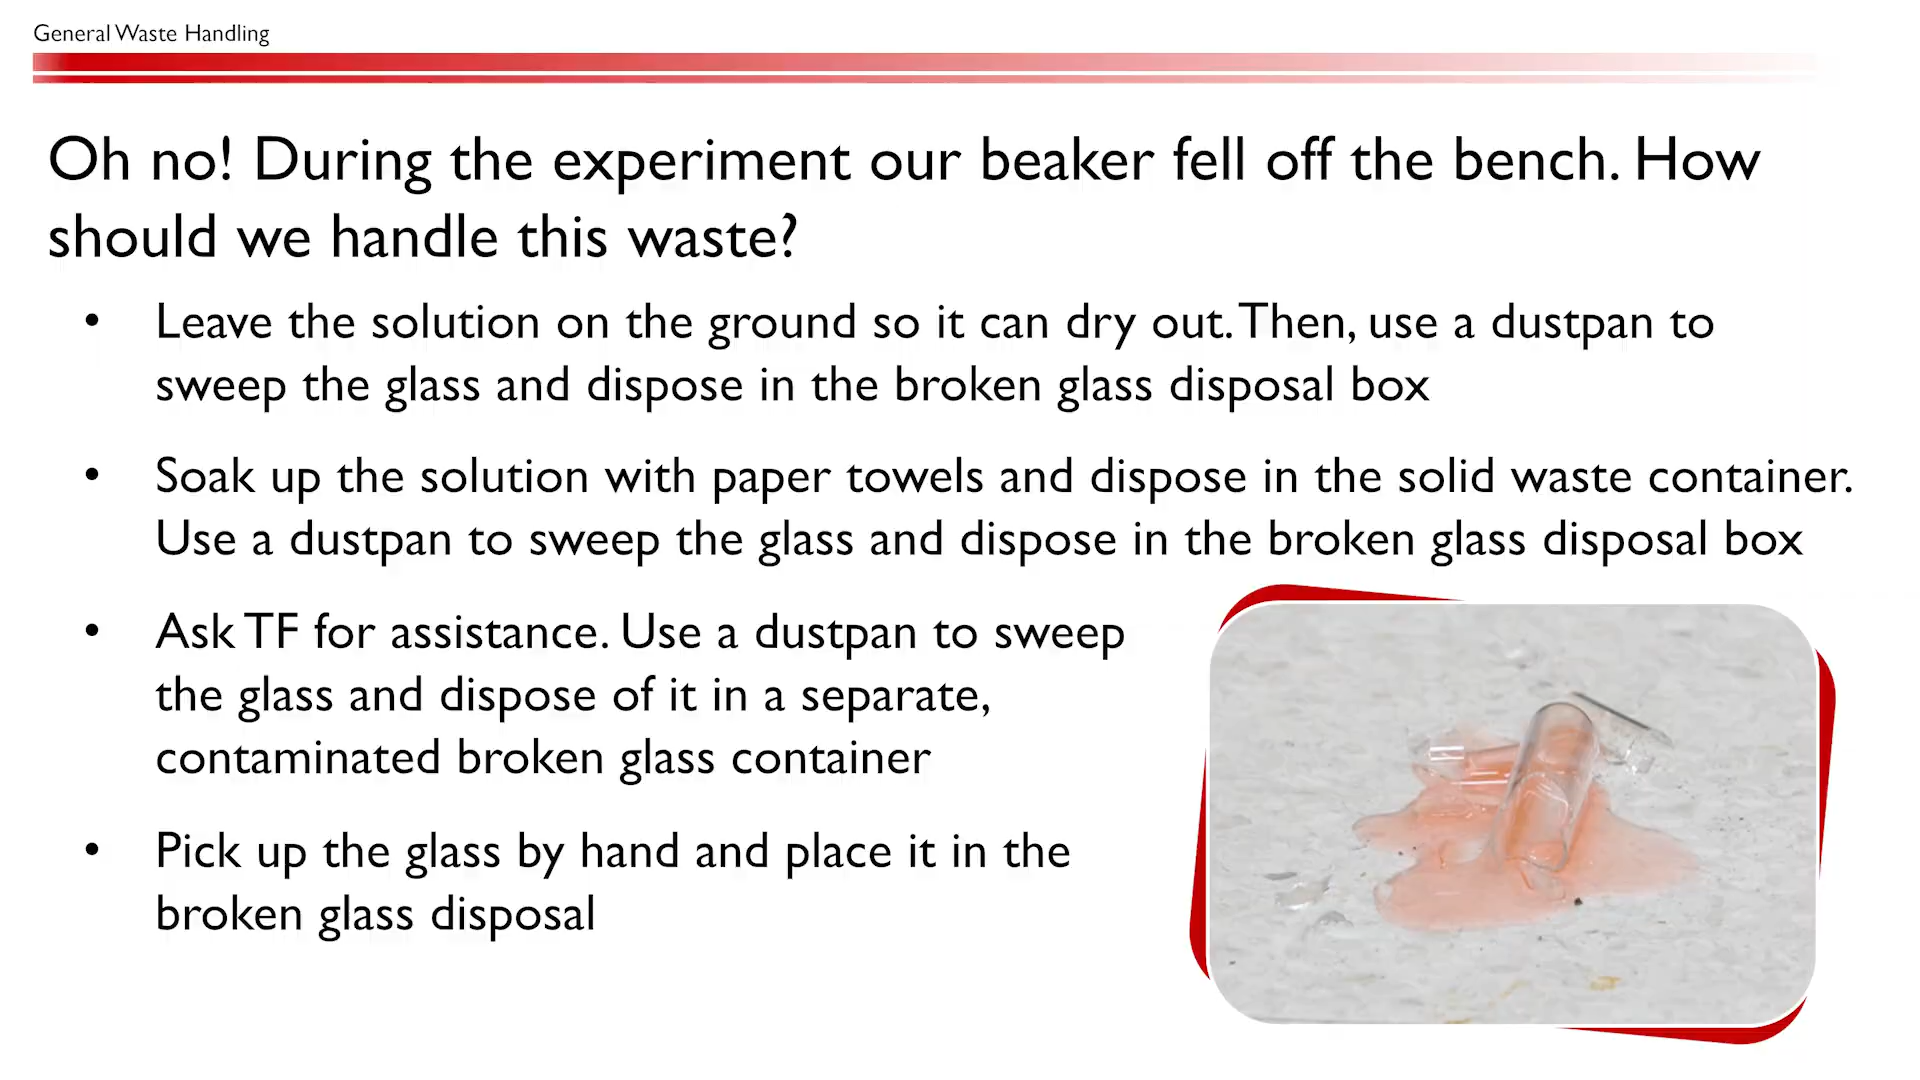 General Waste Handling
Oh no! During the experiment our beaker fell off the bench. How
should we handle this waste?
• Leave the solution on the ground so it can dry out. Then, use a dustpan to
sweep the glass and dispose in the broken glass disposal box
• Soak up the solution with paper towels and dispose in the solid waste container.
Use a dustpan to sweep the glass and dispose in the broken glass disposal box
• Ask TF for assistance. Use a dustpan to sweep
the glass and dispose of it in a separate,
contaminated broken glass container
• Pick up the glass by hand and place it in the
broken glass disposal